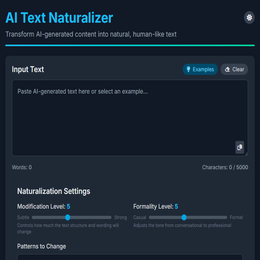 AI Text Naturalizer
Transform AI-generated content into natural, human-like text
Input Text
Examples
Clear
Paste AI-generated text here or select an example...
Words: 0
Characters: 0 / 5000
Naturalization Settings
Modification Level: 5
Formality Level: 5
Subtle
Strong
Casual
Formal
Controls how much the text structure and wording will change
Adjusts the tone from conversational to professional
Patterns to Change